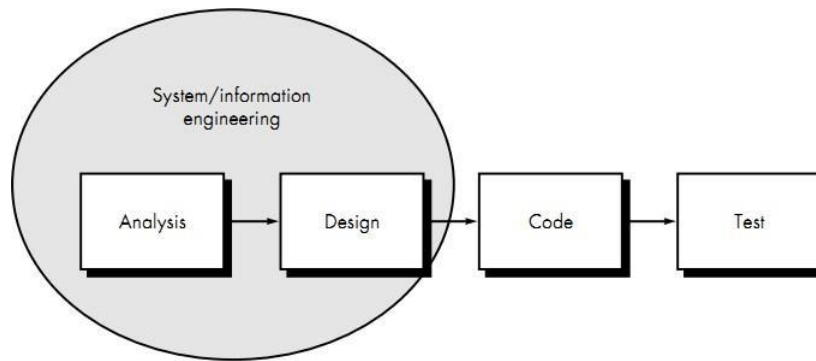 System/information
engineering
Analysis
Design
Code
Test